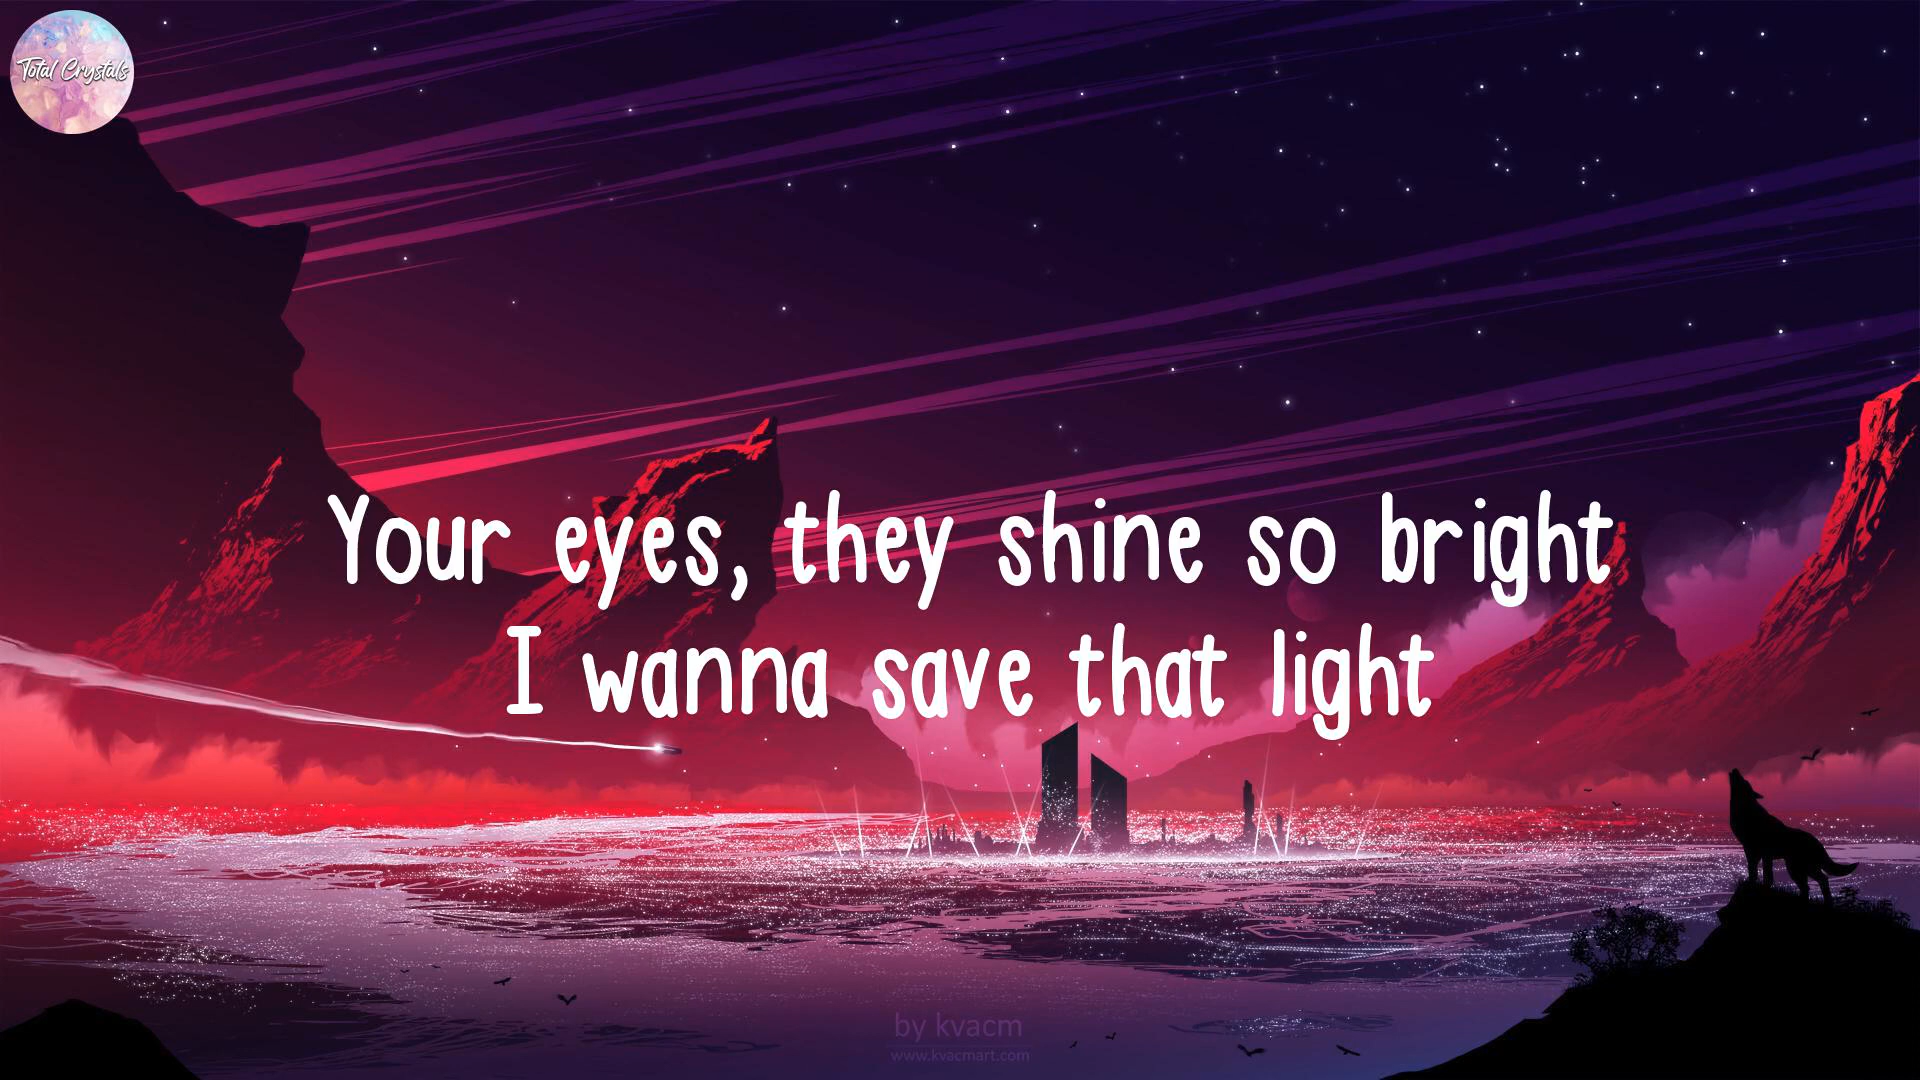 Total Crystals
Your eyes, they shine so bright
I wanna save that light
by kvacm
www.kvacmart.com